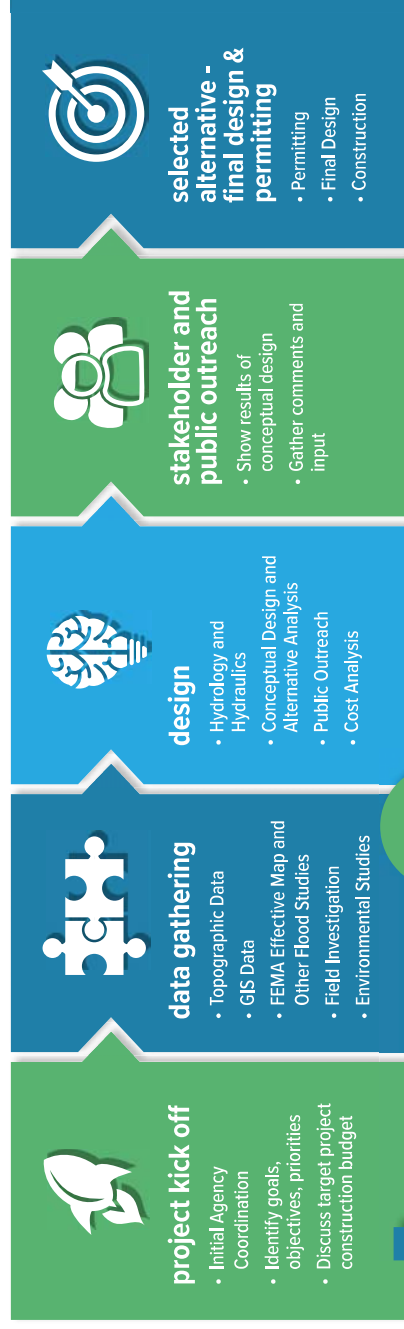 project kick off
• Initial Agency
Coordination
• Identify goals,
objectives, priorities
• Discuss target project
construction budget
data gathering
• Topographic Data
• GIS Data
• FEMA Effective Map and
Other Flood Studies
• Field Investigation
• Environmental Studies
design
• Hydrology and
Hydraulics
• Conceptual Design and
Alternative Analysis
• Public Outreach
• Cost Analysis
stakeholder and
public outreach
• Show results of
conceptual design
• Gather comments and
input
selected
alternative -
final design &
permitting
• Permitting
• Final Design
• Construction